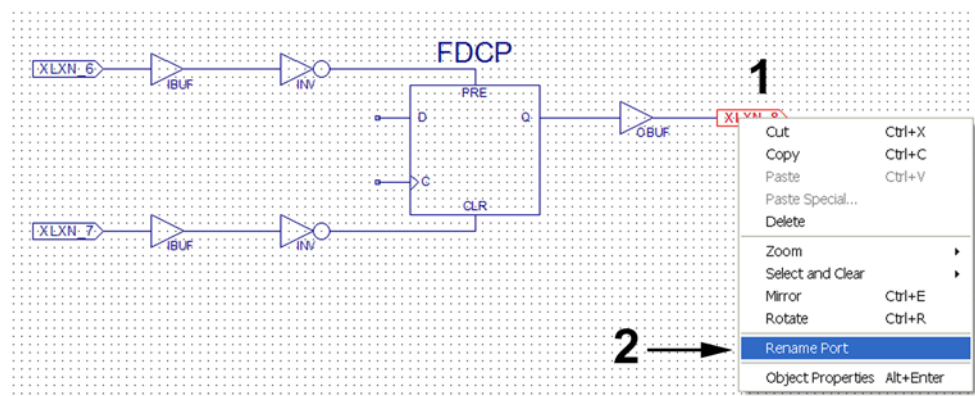 FDCP
1
XLXN_6
IBUF
INV
PRE
D
Q
OBUF
XLXN_8
C
CLR
XLXN_7
IBUF
INV
Cut Ctrl+X
Copy Ctrl+C
Paste Ctrl+V
Paste Special...
Delete
Zoom
Select and Clear
Mirror Ctrl+E
Rotate Ctrl+R
2
Rename Port
Object Properties Alt+Enter